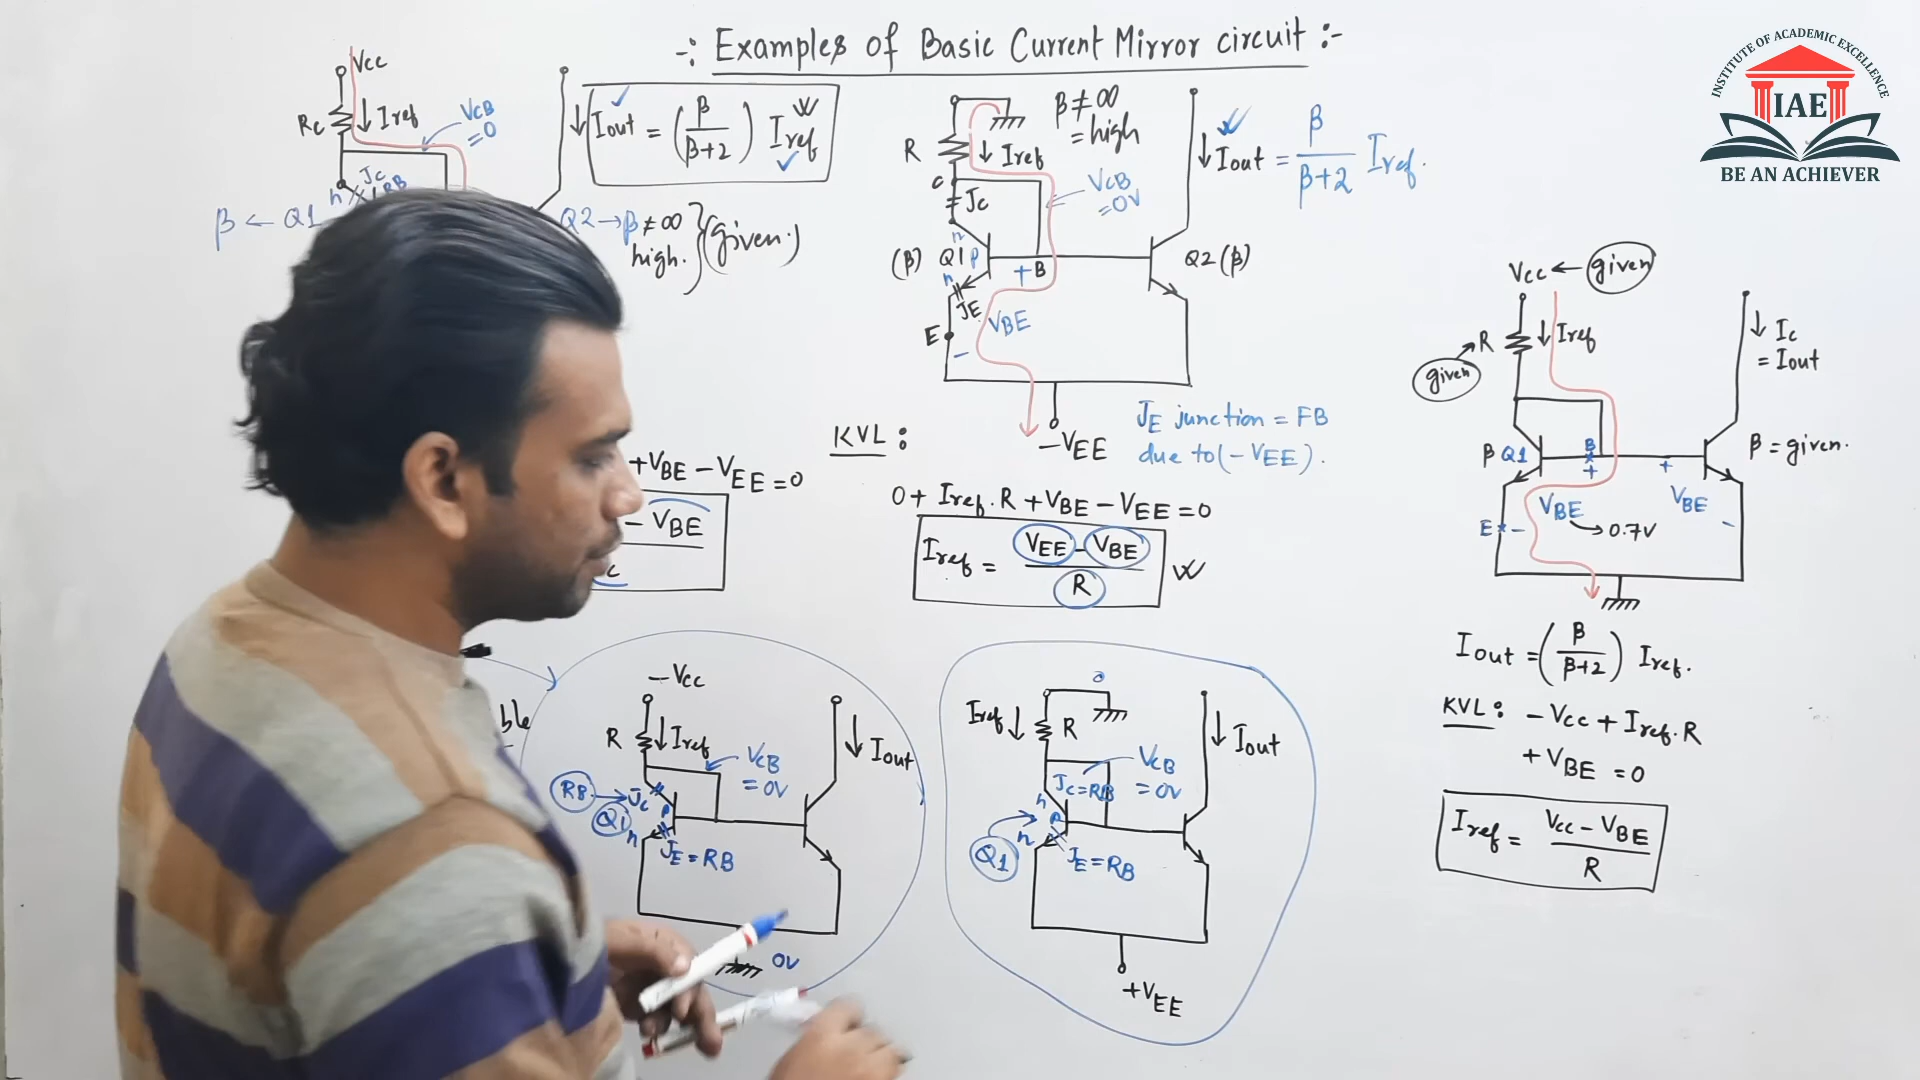 -: Examples of Basic Current Mirror circuit :-
INSTITUTE OF ACADEMIC EXCELLENCE
IAE
BE AN ACHIEVER
Vcc
Rc
↓ Iref
VCB
=0
Jc
RB
n
β ← Q1
↓ Iout = (β/β+2) Iref
Q2 → β ≠ ∞
high. } (given.)
β ≠ ∞
= high
R
↓ Iref
C
Jc
VCB
=0V
n
(β) Q1 P
+ B
n
JE
VBE
E
-
-VEE
↓ Iout = β/β+2 Iref.
Q2 (β)
JE junction = FB
due to (-VEE).
+VBE - VEE = 0
- VBE
c
KVL :
0 + Iref.R + VBE - VEE = 0
Iref = VEE - VBE / R
Vcc ← given
given → R
↓ Iref
↓ Ic
= Iout
β Q1
B
+
+
β = given.
VBE → 0.7V
VBE
-
E -
Iout = (β/β+2) Iref.
KVL : - Vcc + Iref.R
+ VBE = 0
Iref = Vcc - VBE / R
ble
-Vcc
R
↓ Iref
VCB
= 0V
↓ Iout
RB → Jc
P
Q1
n
JE = RB
0V
0
Iref ↓
R
VCB
= 0V
Jc = RB
n
P
n
Q1
JE = RB
↓ Iout
+VEE